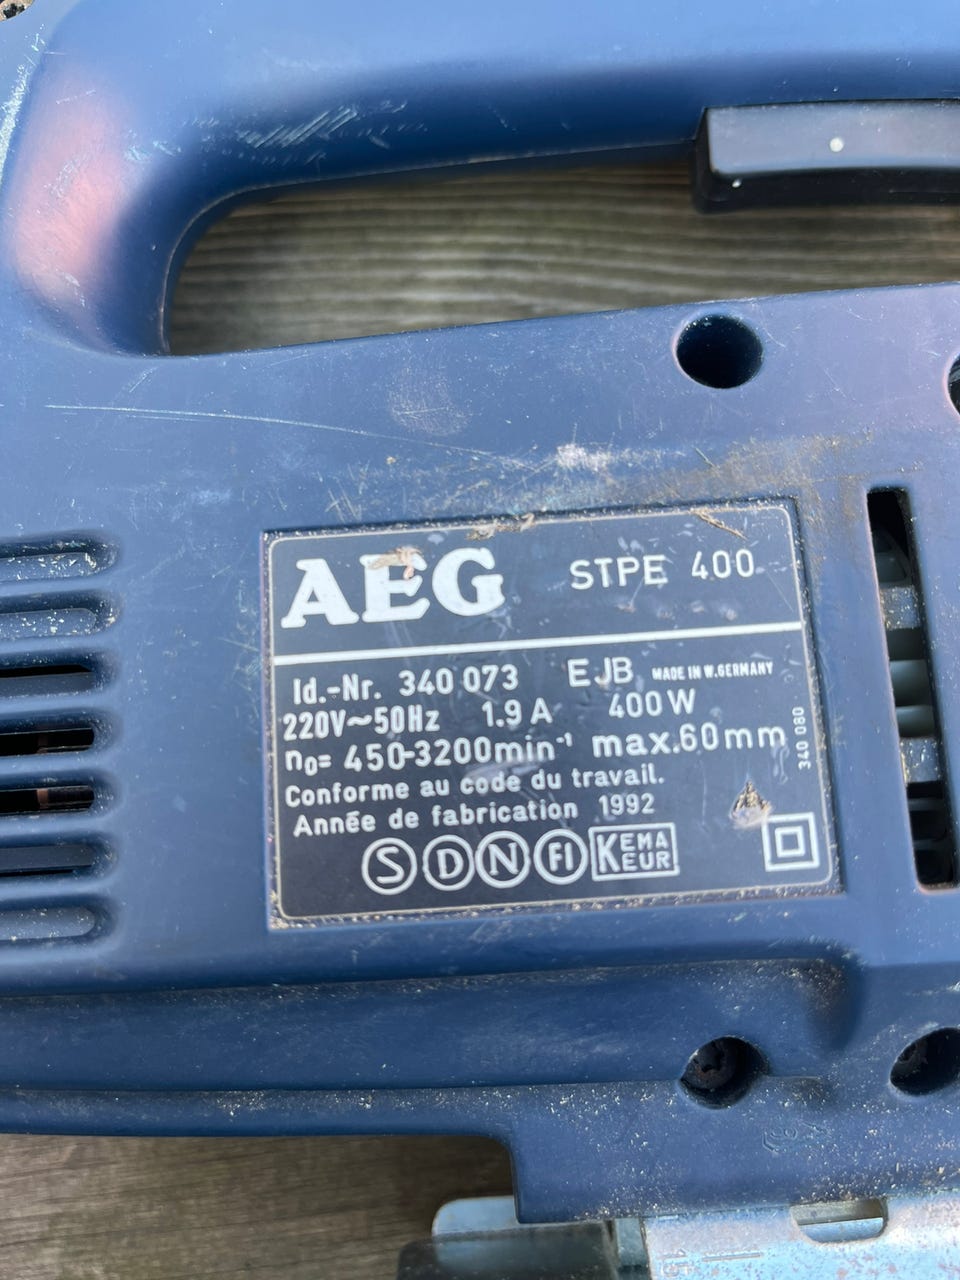 AEG STPE 400
Id.-Nr. 340 073 EJB MADE IN W.GERMANY
220V~50Hz 1.9 A 400 W
n₀= 450-3200min⁻¹ max.60mm
340 080
Conforme au code du travail.
Année de fabrication 1992
S D N FI KEMA KEUR